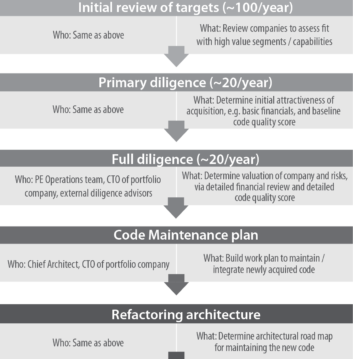 Initial review of targets (~100/year)
Who: Same as above
What: Review companies to assess fit
with high value segments / capabilities
Primary diligence (~20/year)
Who: Same as above
What: Determine initial attractiveness of
acquisition, e.g. basic financials, and baseline
code quality score
Full diligence (~20/year)
Who: PE Operations team, CTO of portfolio
company, external diligence advisors
What: Determine valuation of company and risks,
via detailed financial review and detailed
code quality score
Code Maintenance plan
Who: Chief Architect, CTO of portfolio company
What: Build work plan to maintain /
integrate newly acquired code
Refactoring architecture
Who: Same as above
What: Determine architectural road map
for maintaining the new code